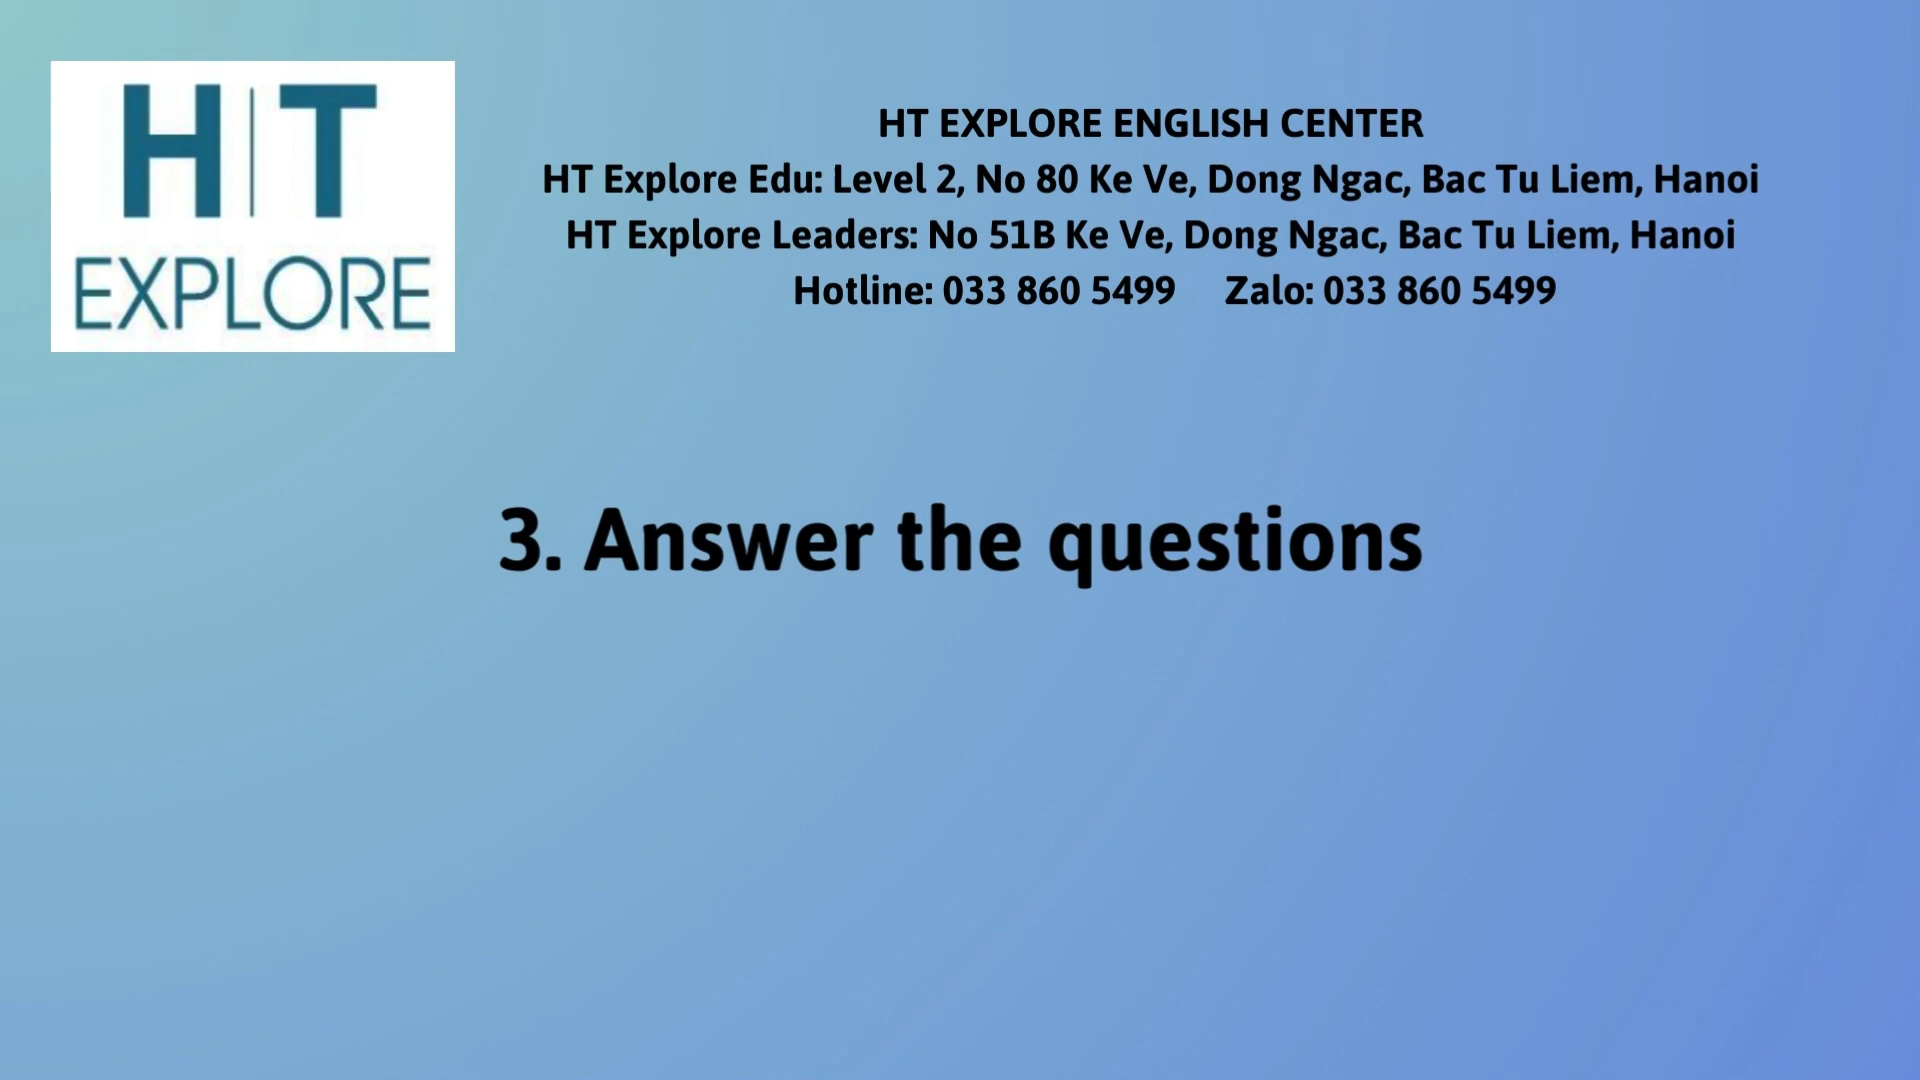 H|T
EXPLORE
HT EXPLORE ENGLISH CENTER
HT Explore Edu: Level 2, No 80 Ke Ve, Dong Ngac, Bac Tu Liem, Hanoi
HT Explore Leaders: No 51B Ke Ve, Dong Ngac, Bac Tu Liem, Hanoi
Hotline: 033 860 5499 Zalo: 033 860 5499
3. Answer the questions